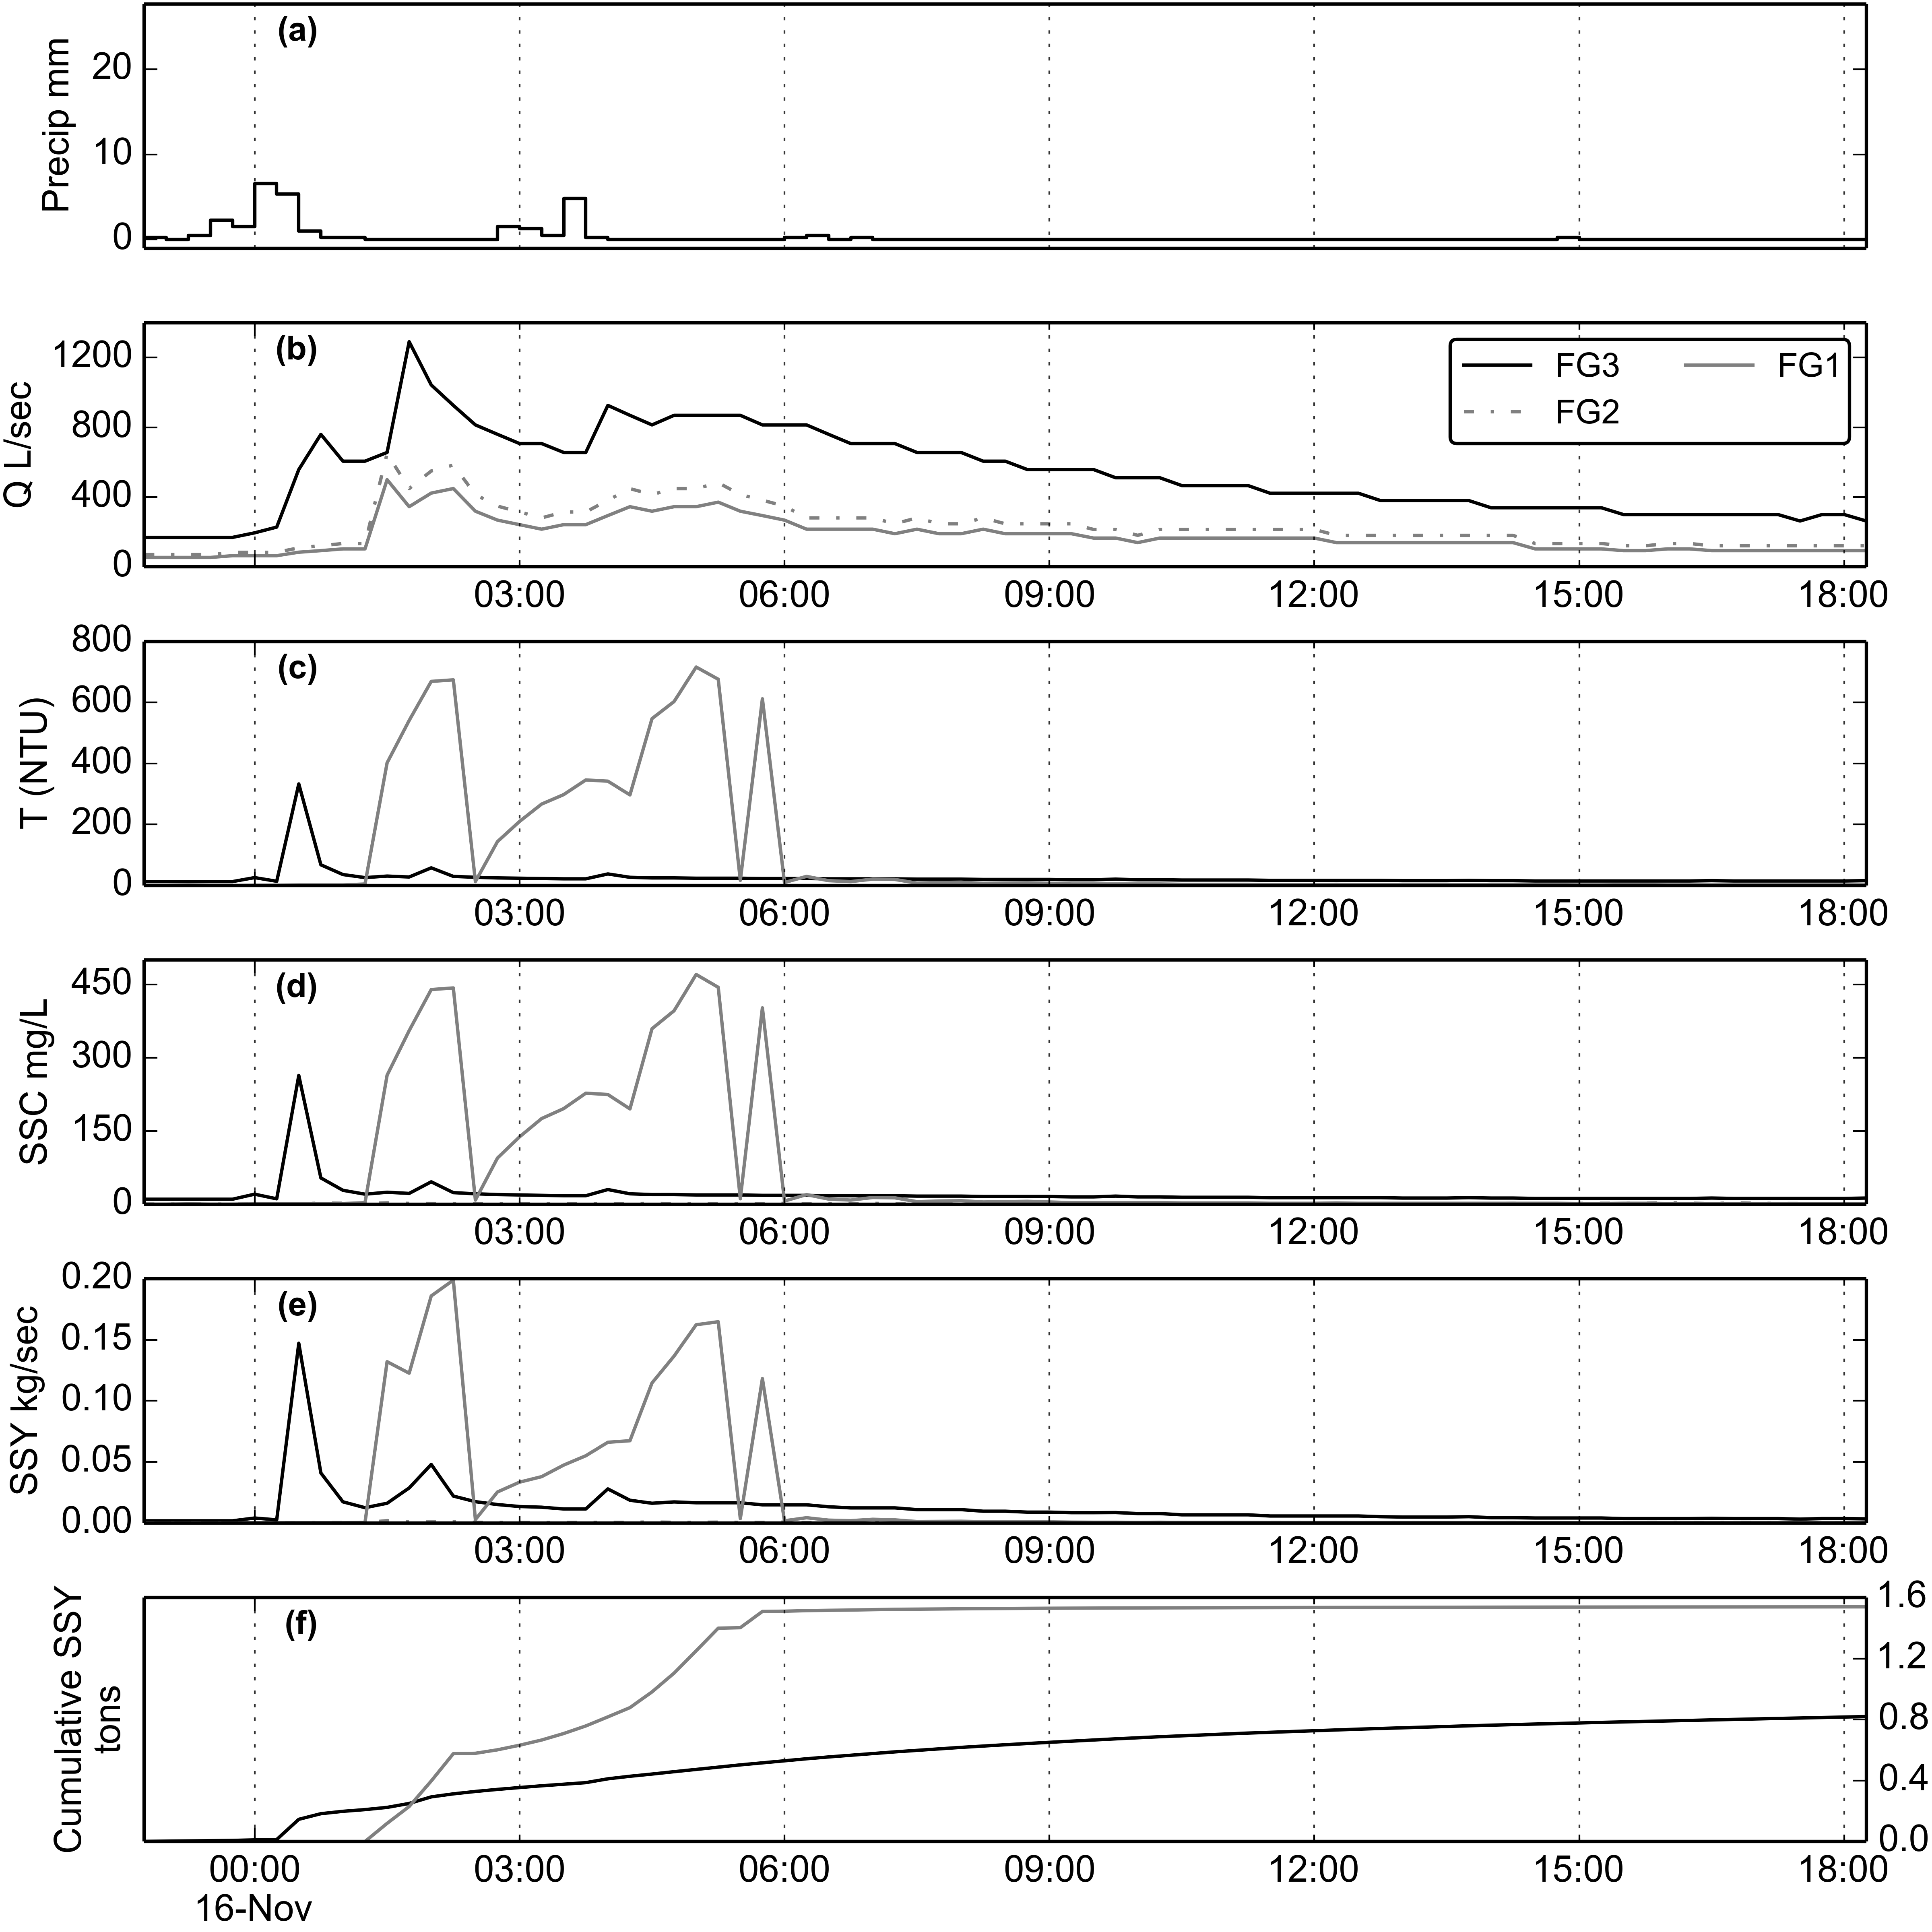 (a)
Precip mm
20
10
0
(b)
Q L/sec
1200
800
400
0
FG3
FG1
FG2
03:00 06:00 09:00 12:00 15:00 18:00
(c)
T (NTU)
800
600
400
200
0
03:00 06:00 09:00 12:00 15:00 18:00
(d)
SSC mg/L
450
300
150
0
03:00 06:00 09:00 12:00 15:00 18:00
(e)
SSY kg/sec
0.20
0.15
0.10
0.05
0.00
03:00 06:00 09:00 12:00 15:00 18:00
(f)
Cumulative SSY
tons
1.6
1.2
0.8
0.4
0.0
00:00 03:00 06:00 09:00 12:00 15:00 18:00
16-Nov